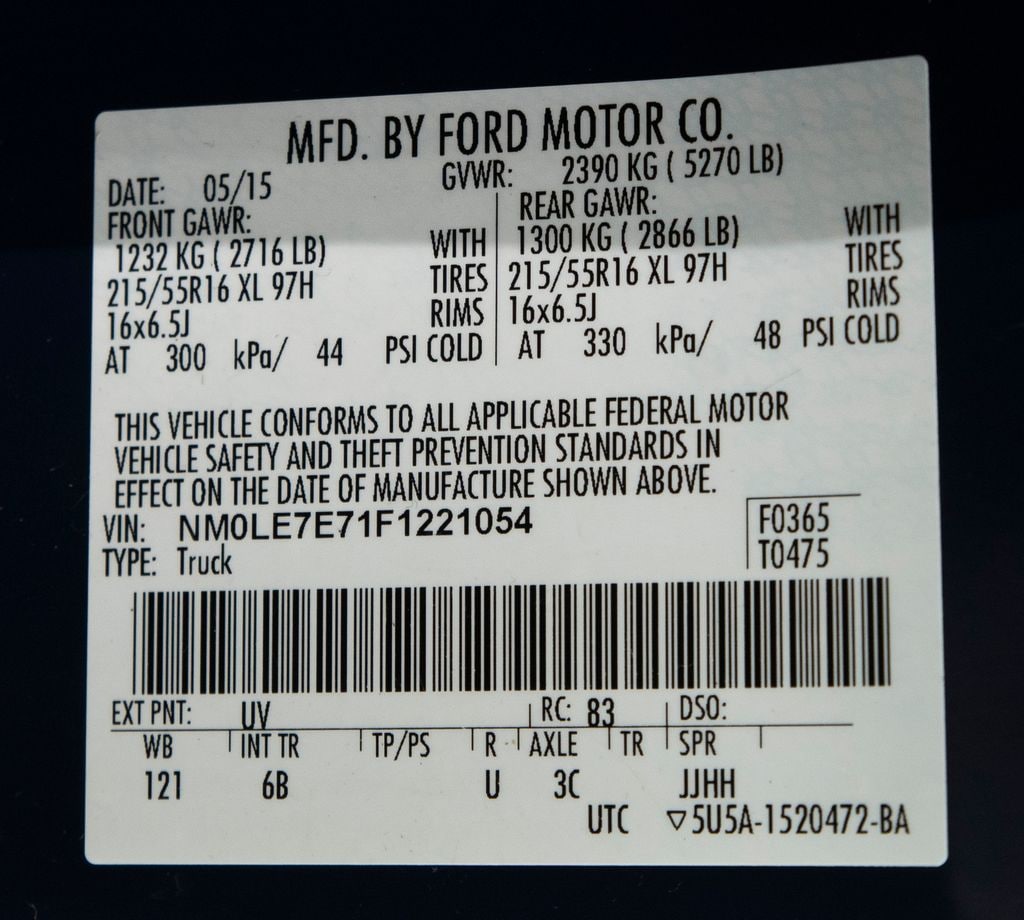 MFD. BY FORD MOTOR CO.
DATE: 05/15 GVWR: 2390 KG ( 5270 LB)
FRONT GAWR: REAR GAWR:
1232 KG ( 2716 LB) WITH 1300 KG ( 2866 LB) WITH
215/55R16 XL 97H TIRES 215/55R16 XL 97H TIRES
16x6.5J RIMS 16x6.5J RIMS
AT 300 kPa/ 44 PSI COLD AT 330 kPa/ 48 PSI COLD
THIS VEHICLE CONFORMS TO ALL APPLICABLE FEDERAL MOTOR
VEHICLE SAFETY AND THEFT PREVENTION STANDARDS IN
EFFECT ON THE DATE OF MANUFACTURE SHOWN ABOVE.
VIN: NM0LE7E71F1221054 F0365
TYPE: Truck T0475
EXT PNT: UV RC: 83 DSO:
WB INT TR TP/PS R AXLE TR SPR
121 6B U 3C JJHH
UTC ▽5U5A-1520472-BA